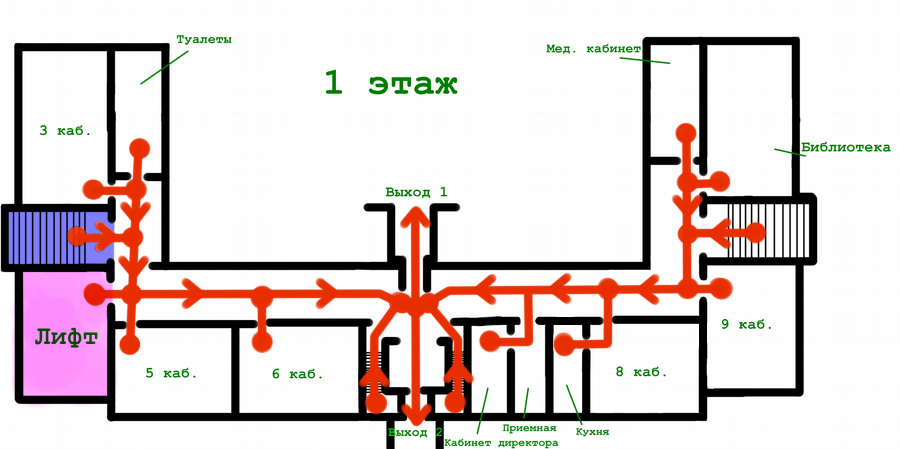 Туалеты
Мед. кабинет
1 этаж
3 каб.
Библиотека
Выход 1
Лифт
9 каб.
5 каб.
6 каб.
8 каб.
Выход 2
Приемная
Кухня
Кабинет директора